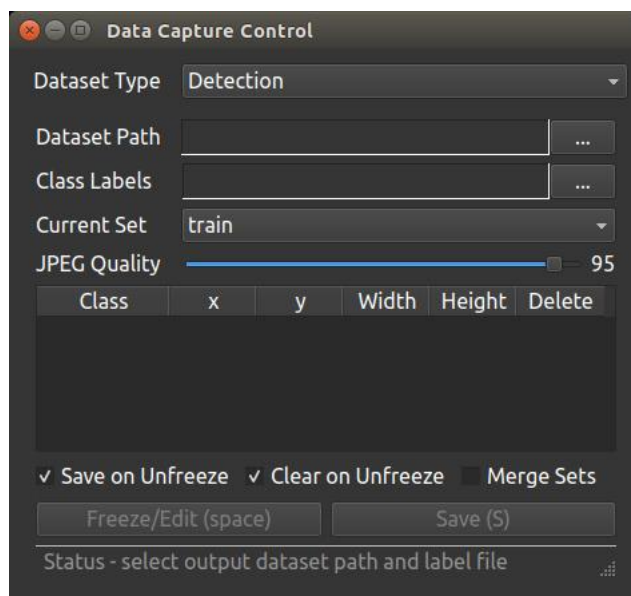 Data Capture Control
Dataset Type Detection
Dataset Path ...
Class Labels ...
Current Set train
JPEG Quality 95
Class x y Width Height Delete
Save on Unfreeze Clear on Unfreeze Merge Sets
Freeze/Edit (space) Save (S)
Status - select output dataset path and label file